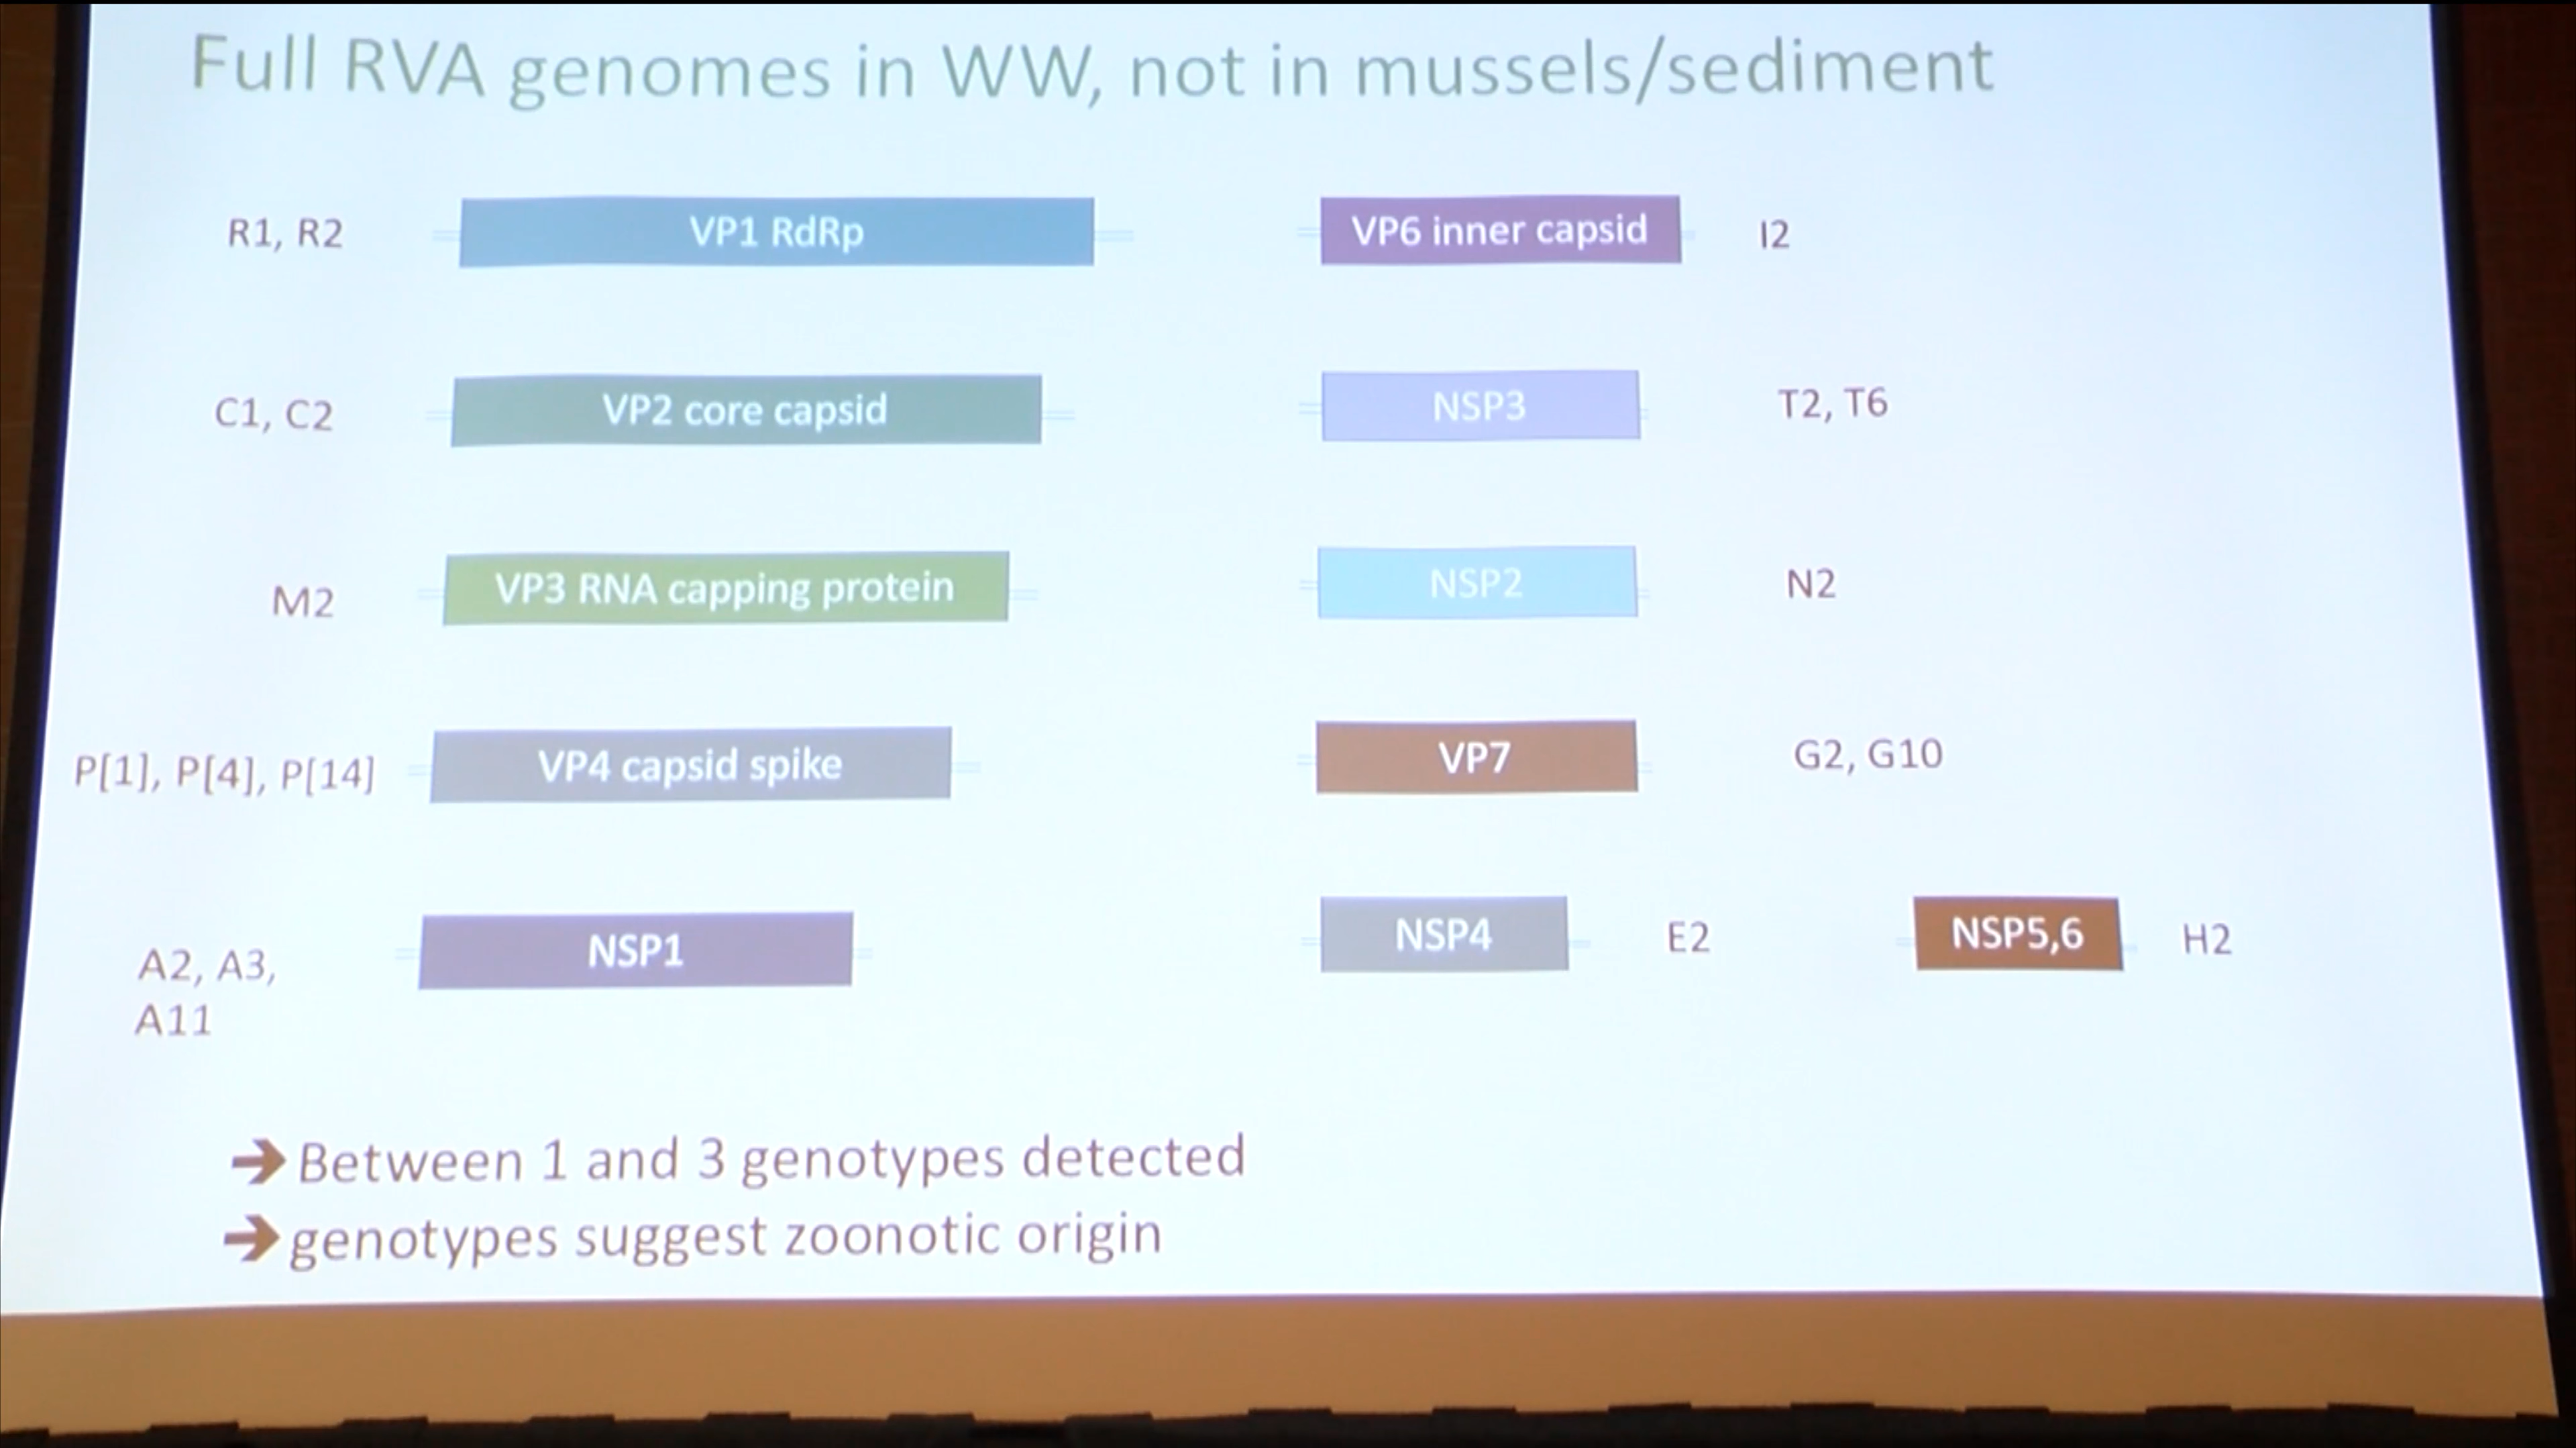 Full RVA genomes in WW, not in mussels/sediment
R1, R2
VP1 RdRp
VP6 inner capsid
I2
C1, C2
VP2 core capsid
NSP3
T2, T6
M2
VP3 RNA capping protein
NSP2
N2
P[1], P[4], P[14]
VP4 capsid spike
VP7
G2, G10
A2, A3,
A11
NSP1
NSP4
E2
NSP5,6
H2
➔ Between 1 and 3 genotypes detected
➔ genotypes suggest zoonotic origin